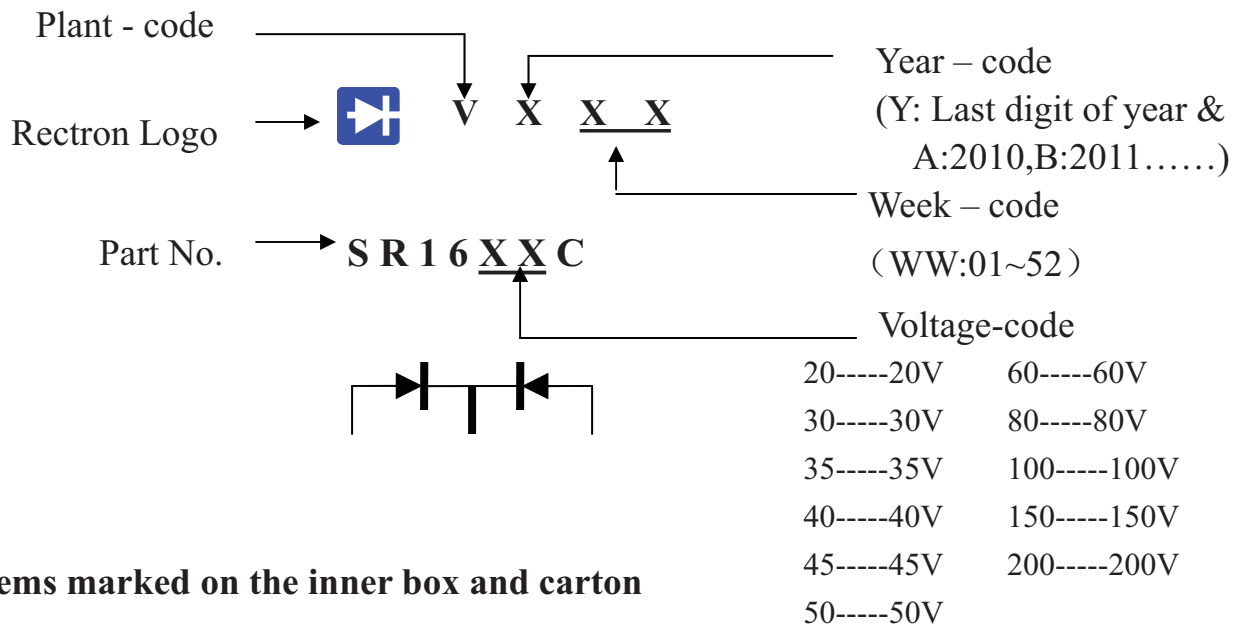 Plant - code
Year – code
V X X X
(Y: Last digit of year &
Rectron Logo
A:2010,B:2011……)
Week – code
Part No.
S R 1 6 X X C
（WW:01~52）
Voltage-code
20-----20V 60-----60V
30-----30V 80-----80V
35-----35V 100-----100V
40-----40V 150-----150V
45-----45V 200-----200V
ems marked on the inner box and carton
50-----50V